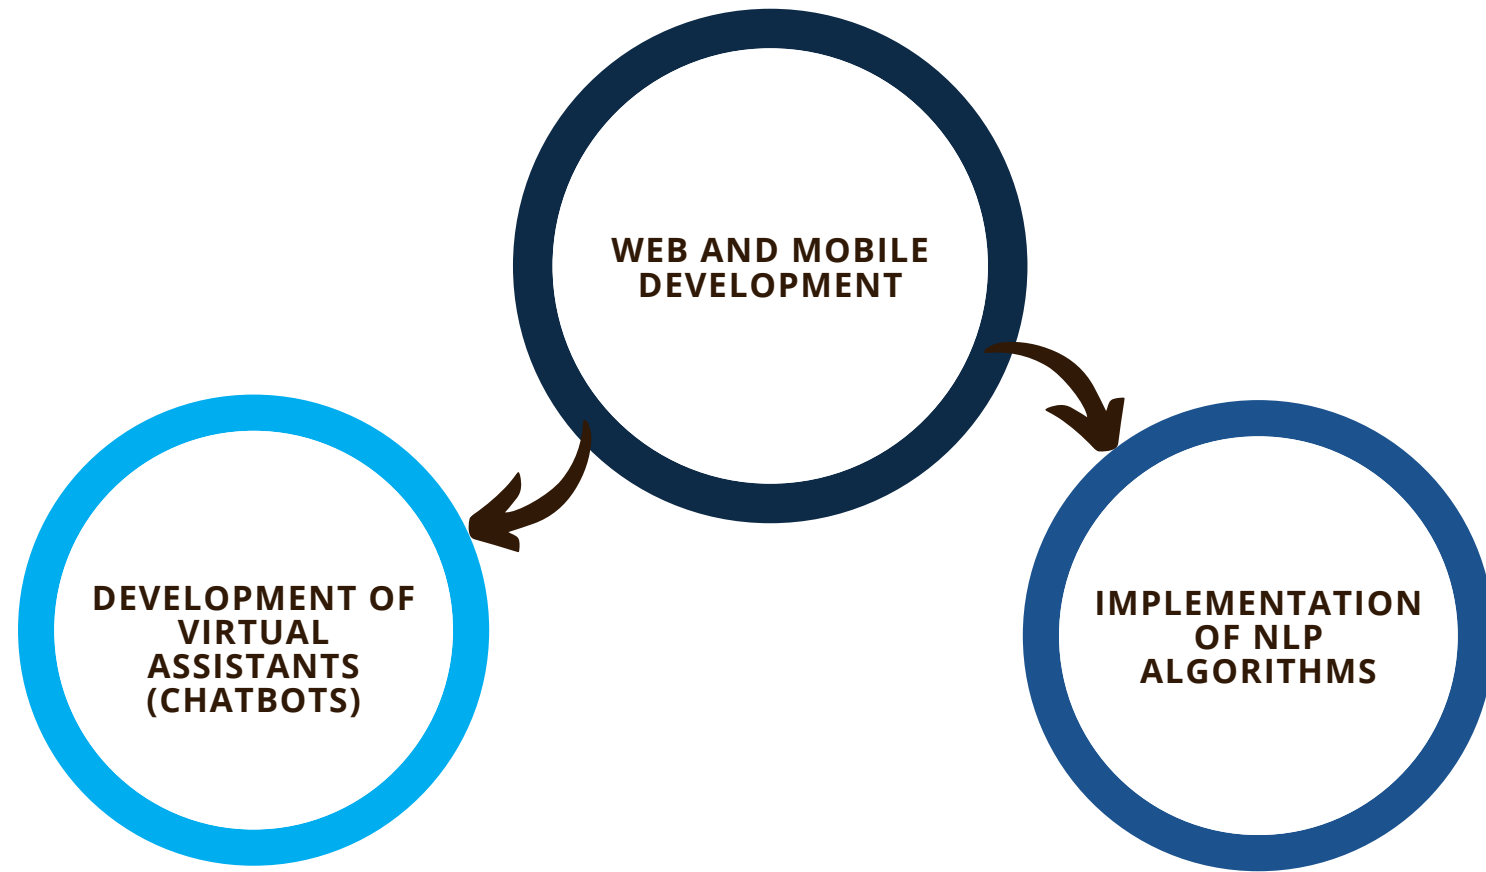 WEB AND MOBILE
DEVELOPMENT
DEVELOPMENT OF
VIRTUAL
ASSISTANTS
(CHATBOTS)
IMPLEMENTATION
OF NLP
ALGORITHMS